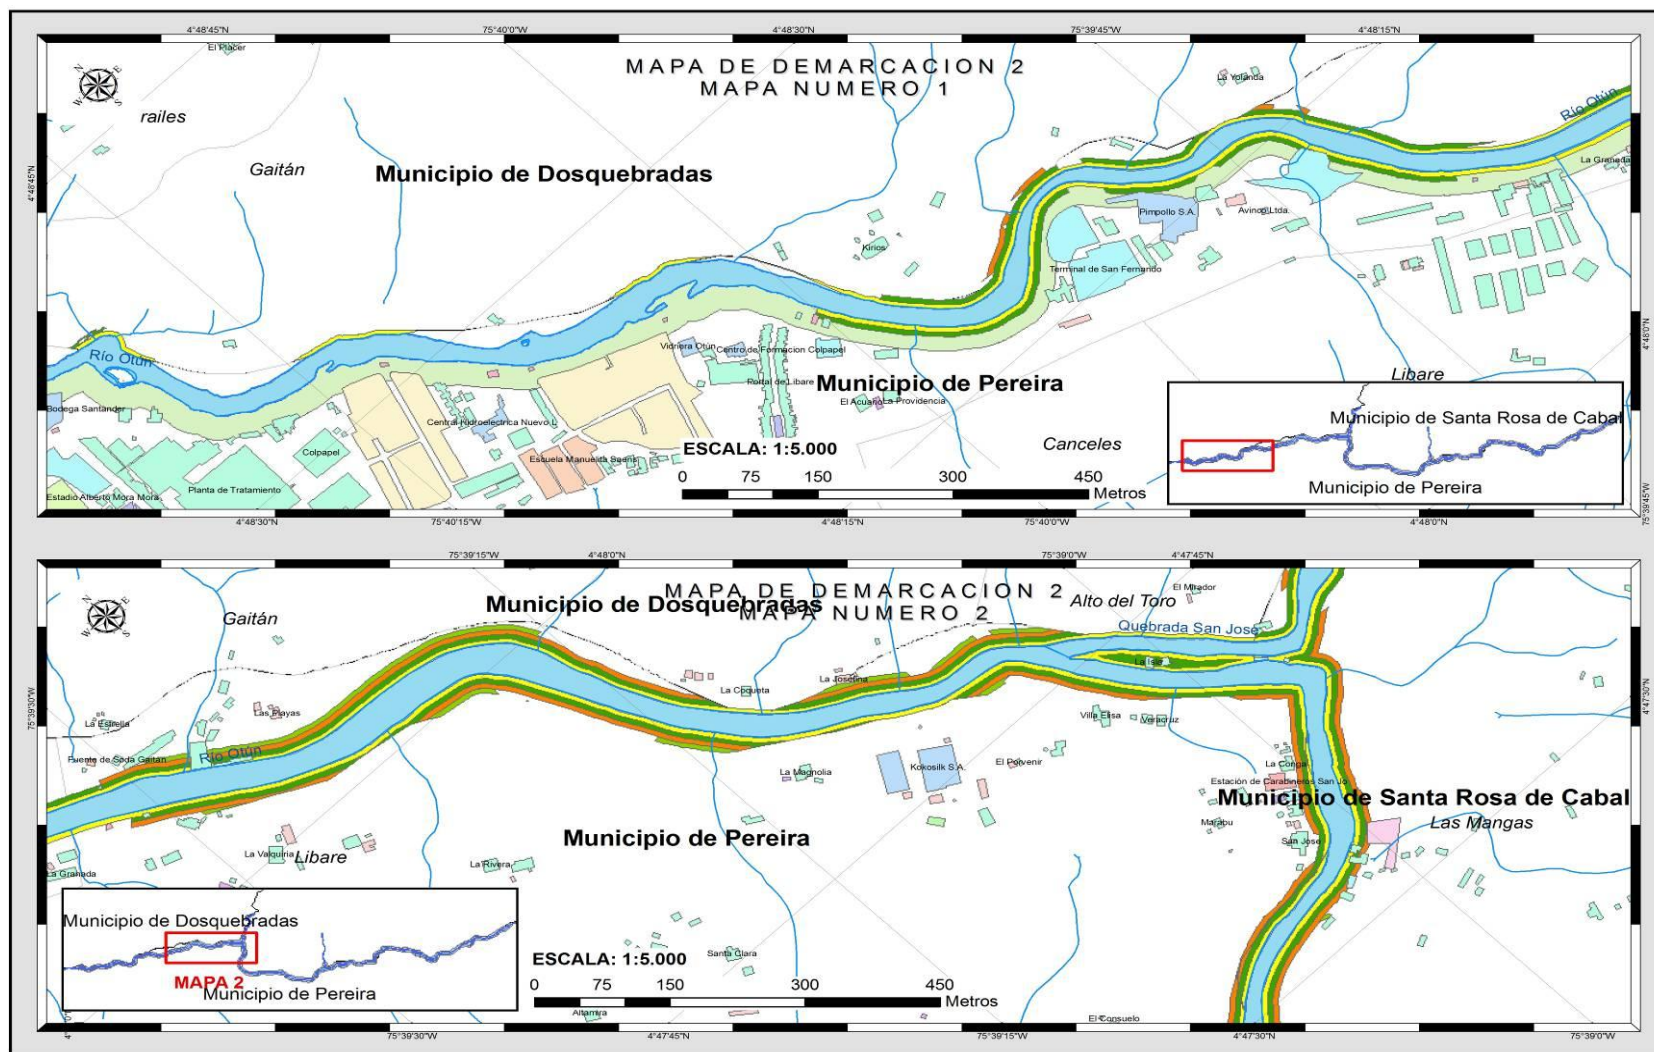 4°48'45"N
75°40'0"W
4°48'30"N
75°39'45"W
4°48'15"N
El Placer
MAPA DE DEMARCACION 2
MAPA NUMERO 1
N
E
S
W
La Yolanda
railes
Río Otún
Gaitán
Municipio de Dosquebradas
La Granada
4°48'45"N
Pimpollo S.A.
Avinco Ltda.
Kirios
Terminal de San Fernando
4°48'0"N
Río Otún
Vidriera Otún
Centro de Formacion Colpapel
Portal de Libare
Municipio de Pereira
Libare
El Acuario
La Providencia
Bodega Santander
Central Hidroelectrica Nuevo L
Municipio de Santa Rosa de Cabal
Canceles
Colpapel
ESCALA: 1:5.000
Escuela Manuelita Saens
Planta de Tratamiento
Estadio Alberto Mora Mora
0 75 150 300 450
Metros
Municipio de Pereira
75°39'45"W
4°48'30"N
75°40'15"W
4°48'15"N
75°40'0"W
4°48'0"N
75°39'15"W
4°48'0"N
75°39'0"W
4°47'45"N
MAPA DE DEMARCACION 2
MAPA NUMERO 2
Municipio de Dosquebradas
El Mirador
Alto del Toro
N
E
S
W
Gaitán
Quebrada San José
La Isla
La Josefina
La Coqueta
75°39'30"W
4°47'30"N
Las Playas
La Estrella
Villa Elisa
Veracruz
Río Otún
Puente de Soda Gaitán
La Magnolia
Kokosilk S.A.
El Porvenir
La Conga
Estación de Carabineros San Jo
Municipio de Santa Rosa de Cabal
Marabu
Las Mangas
Municipio de Pereira
San Jose
La Valquiria
Libare
La Rivera
La Granada
Municipio de Dosquebradas
Santa Clara
ESCALA: 1:5.000
MAPA 2
Municipio de Pereira
0 75 150 300 450
Metros
Altamira
El Consuelo
75°39'30"W
4°47'45"N
75°39'15"W
4°47'30"N
75°39'0"W